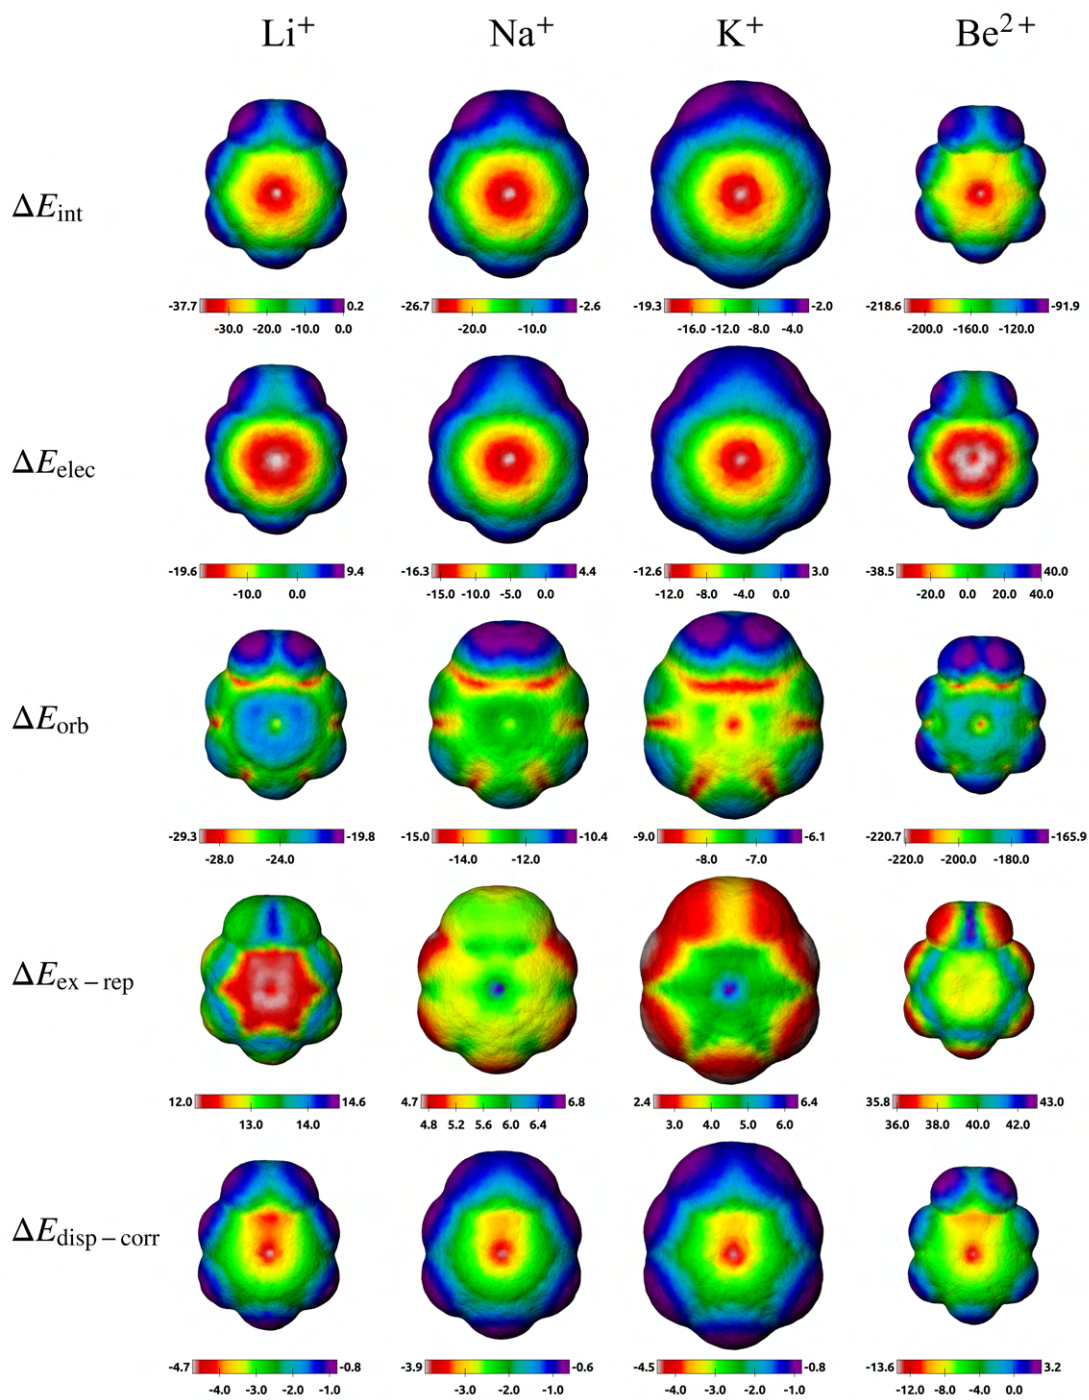 Li+ Na+ K+ Be2+
ΔEint
-37.7 0.2 -26.7 -2.6 -19.3 -2.0 -218.6 -91.9
-30.0 -20.0 -10.0 0.0 -20.0 -10.0 -16.0 -12.0 -8.0 -4.0 -200.0 -160.0 -120.0
ΔEelec
-19.6 9.4 -16.3 4.4 -12.6 3.0 -38.5 40.0
-10.0 0.0 -15.0 -10.0 -5.0 0.0 -12.0 -8.0 -4.0 0.0 -20.0 0.0 20.0 40.0
ΔEorb
-29.3 -19.8 -15.0 -10.4 -9.0 -6.1 -220.7 -165.9
-28.0 -24.0 -14.0 -12.0 -8.0 -7.0 -220.0 -200.0 -180.0
ΔEex – rep
12.0 14.6 4.7 6.8 2.4 6.4 35.8 43.0
13.0 14.0 4.8 5.2 5.6 6.0 6.4 3.0 4.0 5.0 6.0 36.0 38.0 40.0 42.0
ΔEdisp – corr
-4.7 -0.8 -3.9 -0.6 -4.5 -0.8 -13.6 3.2
-4.0 -3.0 -2.0 -1.0 -3.0 -2.0 -1.0 -4.0 -3.0 -2.0 -1.0 -12.0 -8.0 -4.0 0.0